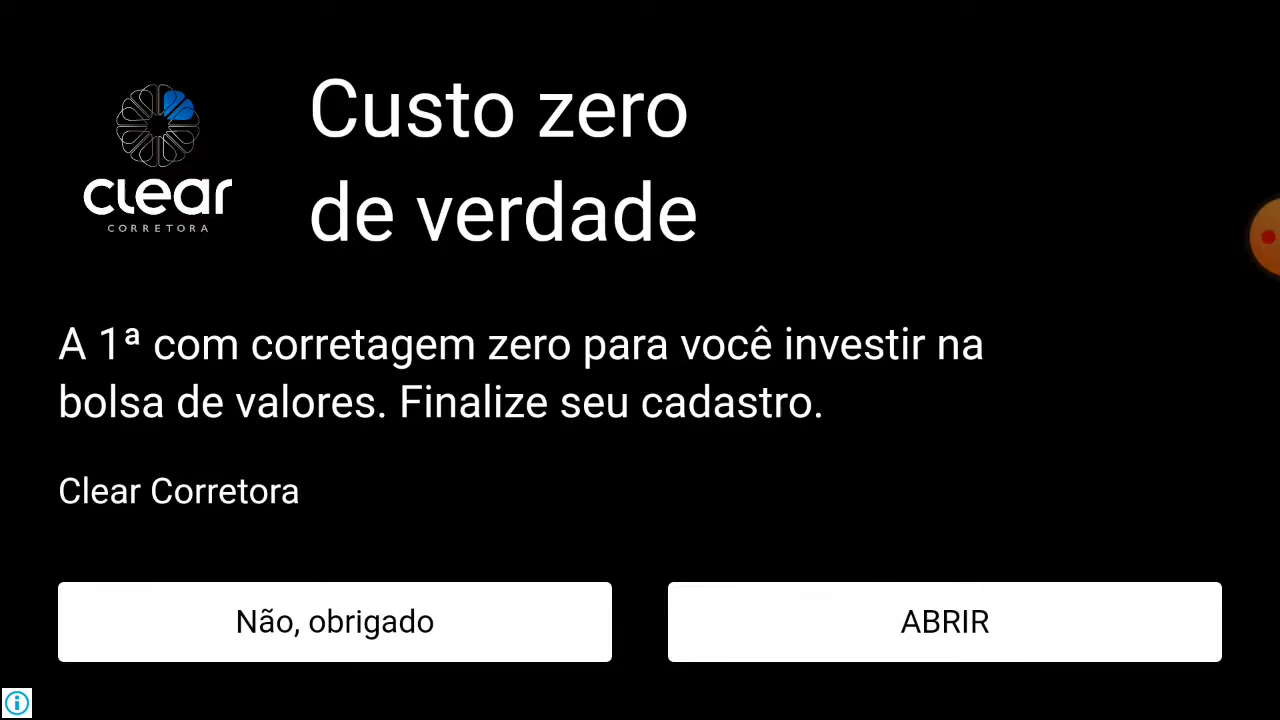 clear
CORRETORA
Custo zero
de verdade
A 1ª com corretagem zero para você investir na
bolsa de valores. Finalize seu cadastro.
Clear Corretora
Não, obrigado
ABRIR